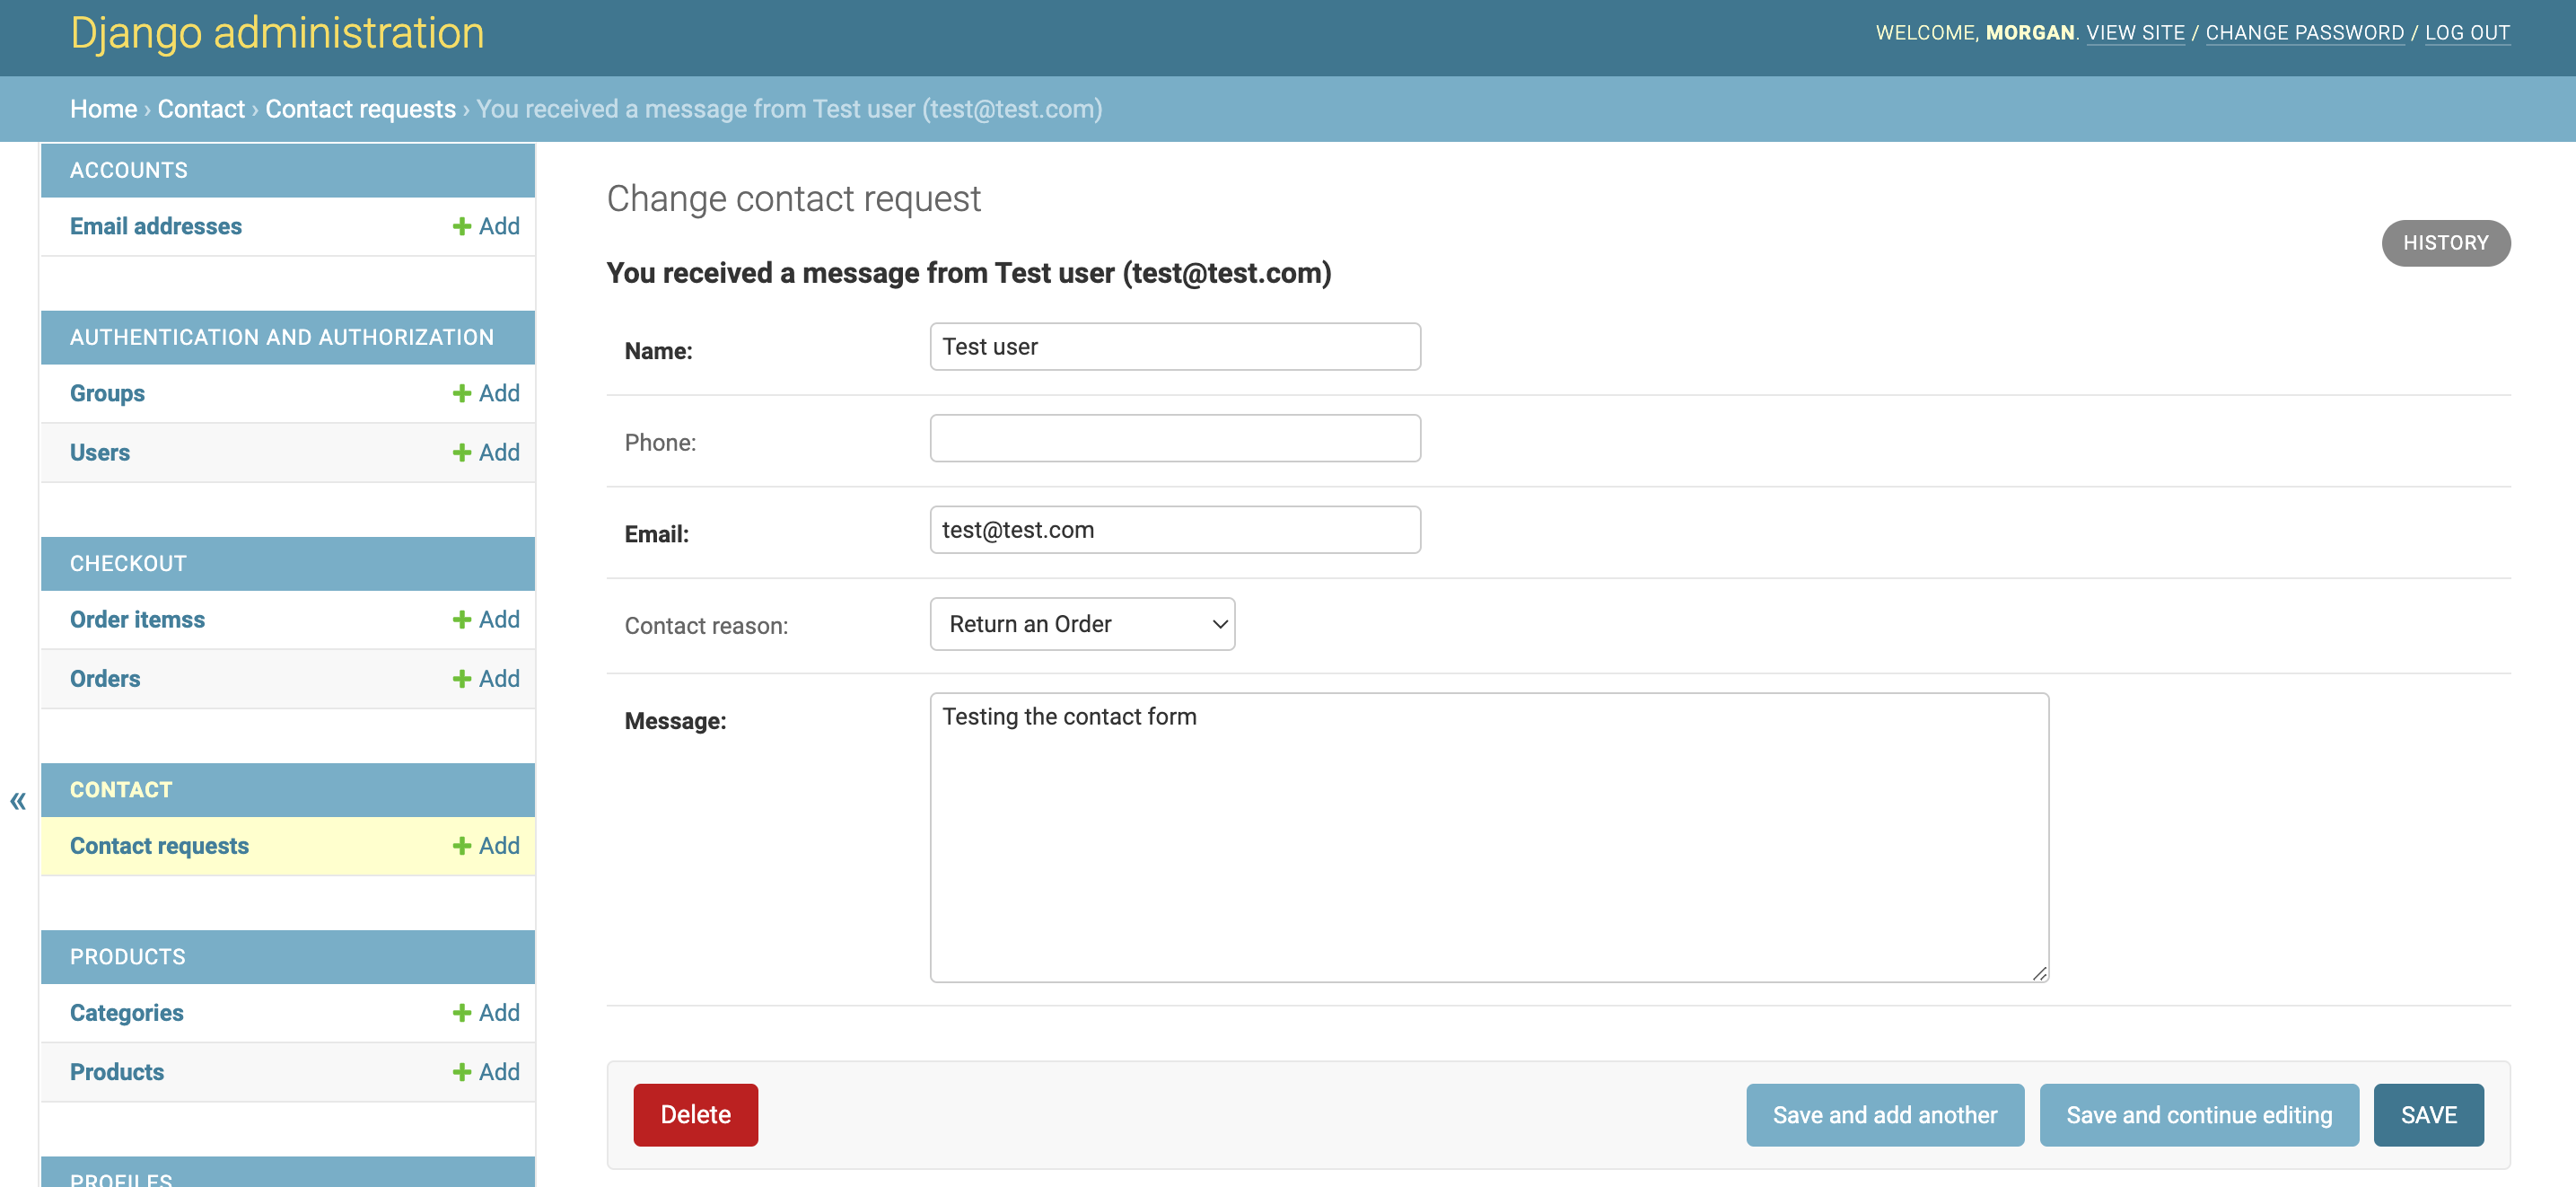 Django administration
WELCOME, MORGAN. VIEW SITE / CHANGE PASSWORD / LOG OUT
Home › Contact › Contact requests › You received a message from Test user (test@test.com)
ACCOUNTS
Email addresses
Add
AUTHENTICATION AND AUTHORIZATION
Groups
Add
Users
Add
CHECKOUT
Order itemss
Add
Orders
Add
CONTACT
Contact requests
Add
PRODUCTS
Categories
Add
Products
Add
PROFILES
«
Change contact request
HISTORY
You received a message from Test user (test@test.com)
Name:
Test user
Phone:
Email:
test@test.com
Contact reason:
Return an Order
Message:
Testing the contact form
Delete
Save and add another
Save and continue editing
SAVE